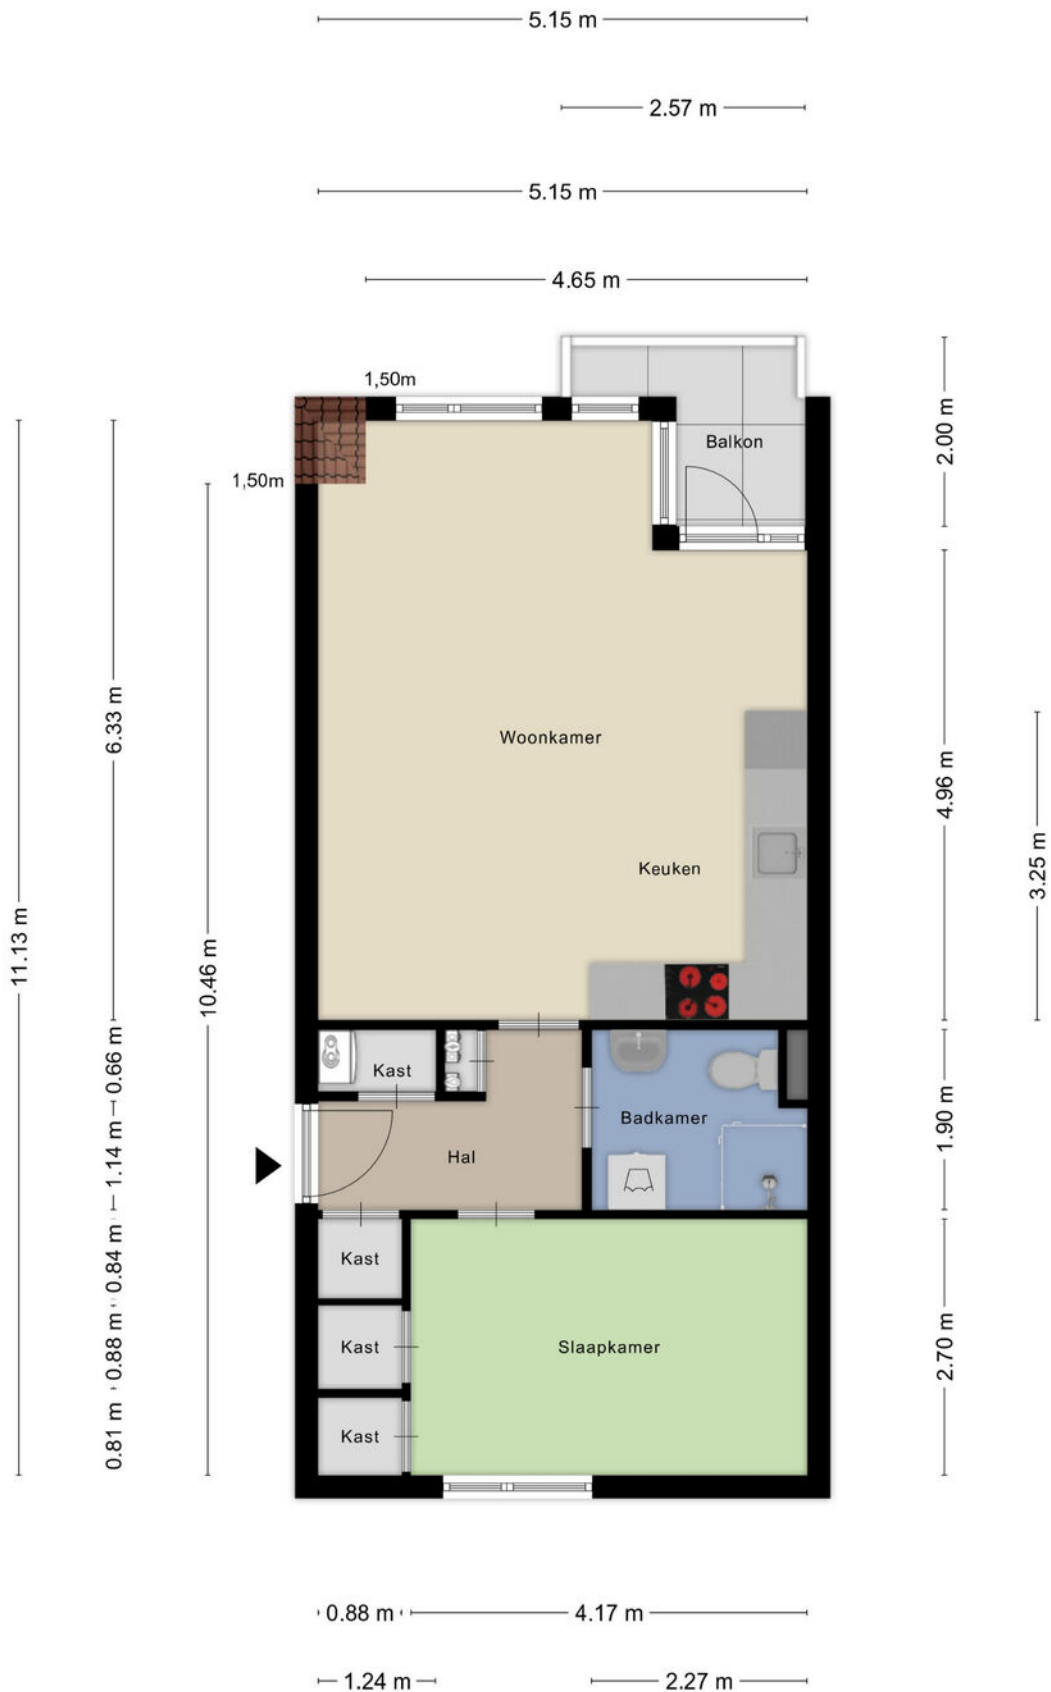 5.15 m
2.57 m
5.15 m
4.65 m
1,50m
1,50m
Balkon
2.00 m
6.33 m
Woonkamer
4.96 m
Keuken
3.25 m
11.13 m
10.46 m
0.66 m
Kast
Badkamer
1.90 m
1.14 m
Hal
0.84 m
Kast
0.88 m
Kast
Slaapkamer
2.70 m
0.81 m
Kast
0.88 m
4.17 m
1.24 m
2.27 m